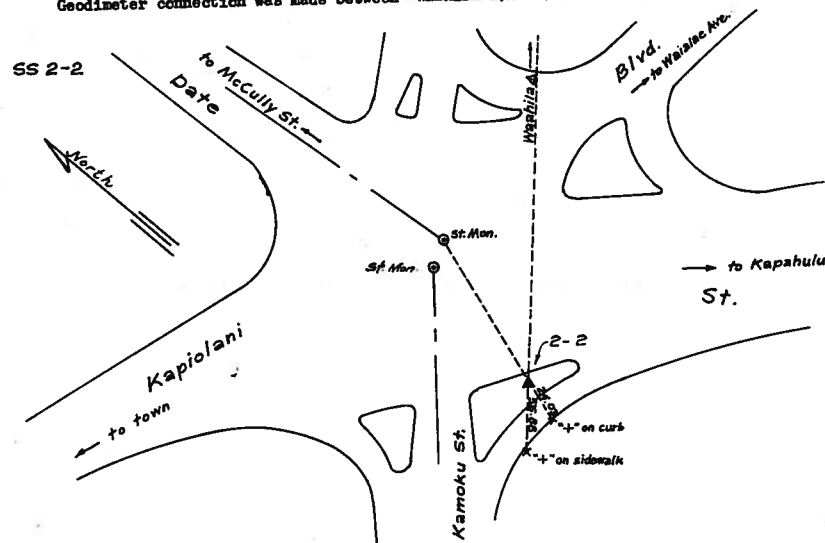 Geodimeter connection was made between
SS 2-2
to McCully St.
Date
North
Waahila
Blvd.
to Waialae Ave.
St. Mon.
St. Mon.
to Kapahulu
St.
2-2
Kapiolani
to town
Kamoku St.
"+" on curb
"+" on sidewalk